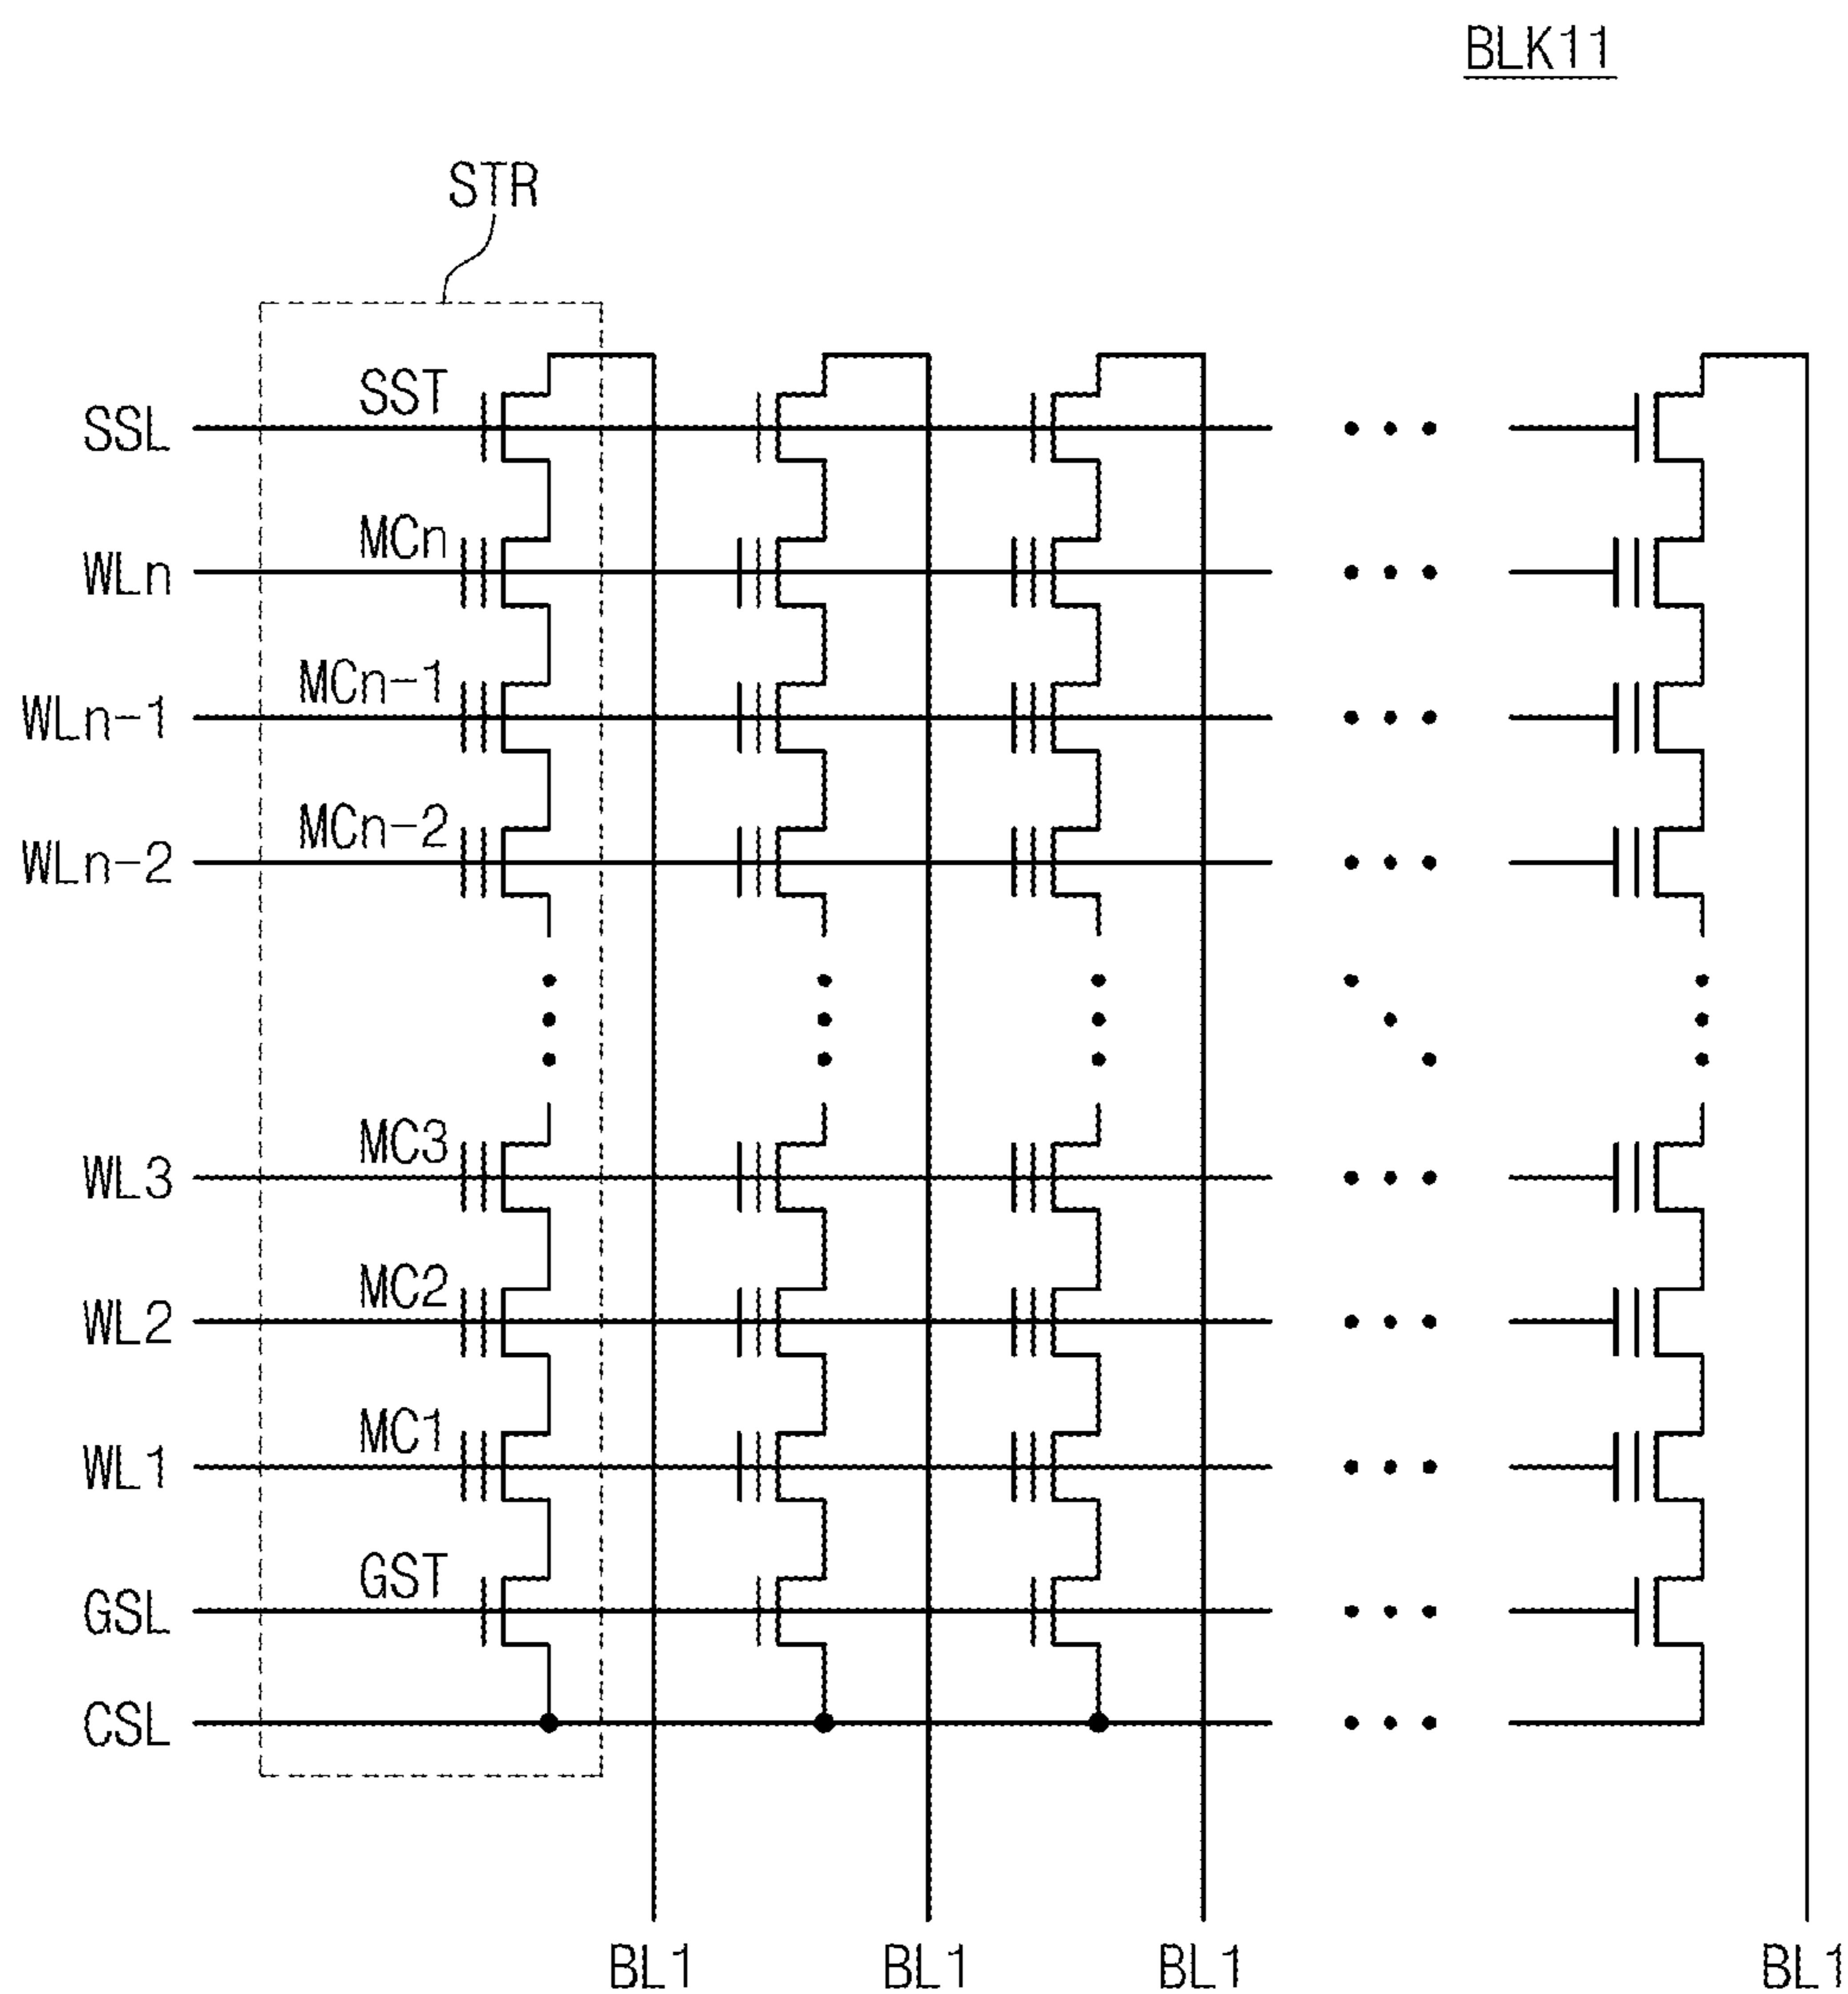 BLK11
STR
SST
SSL
MCn
WLn
MCn-1
WLn-1
MCn-2
WLn-2
MC3
WL3
MC2
WL2
MC1
WL1
GST
GSL
CSL
BL1 BL1 BL1 BL1